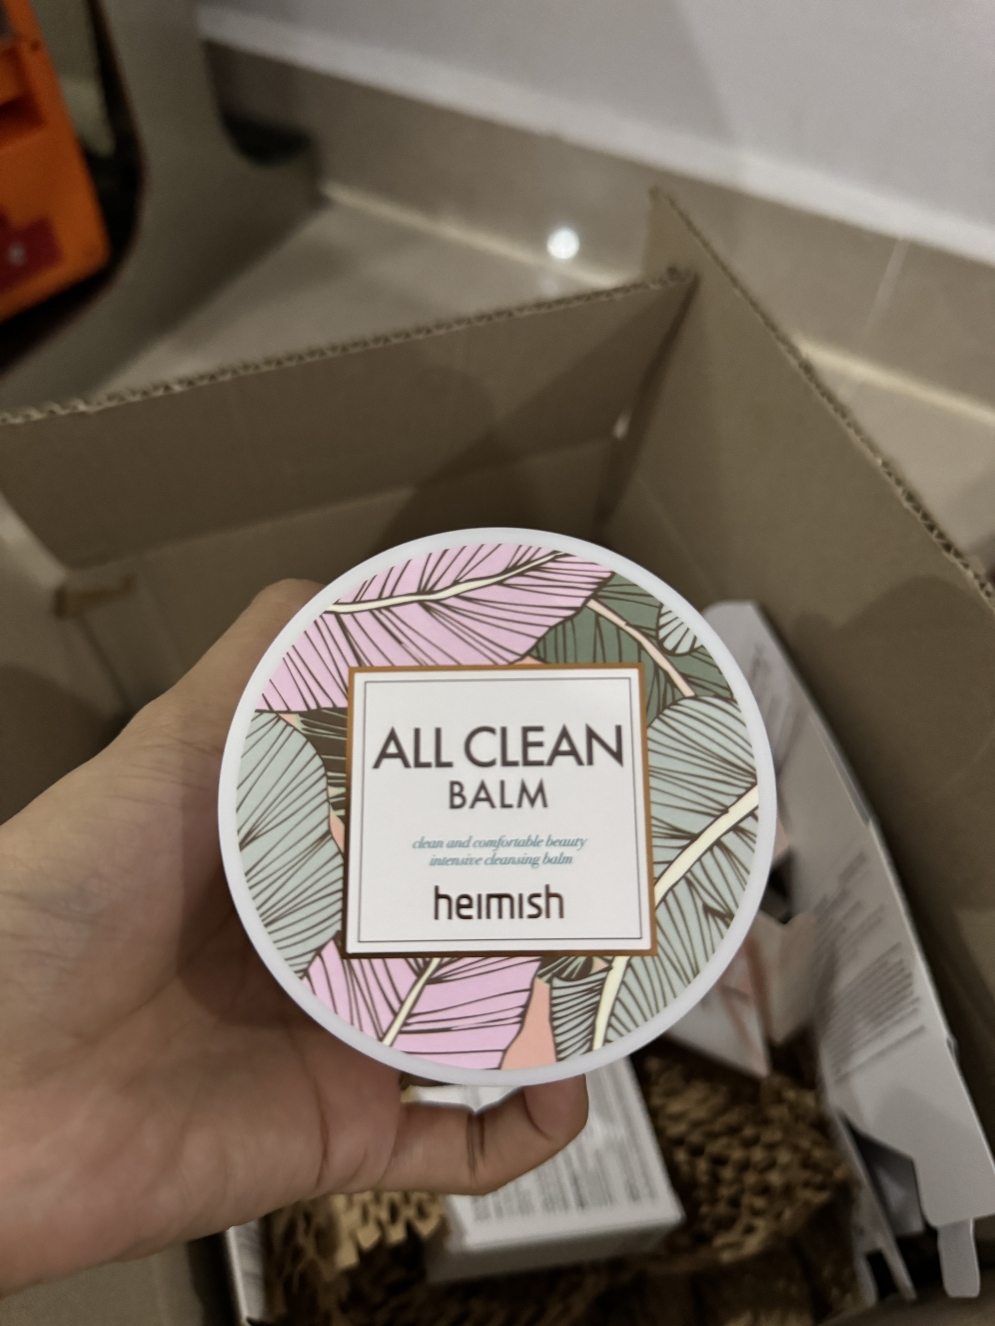 ALL CLEAN
BALM
clean and comfortable beauty
intensive cleansing balm
heimish